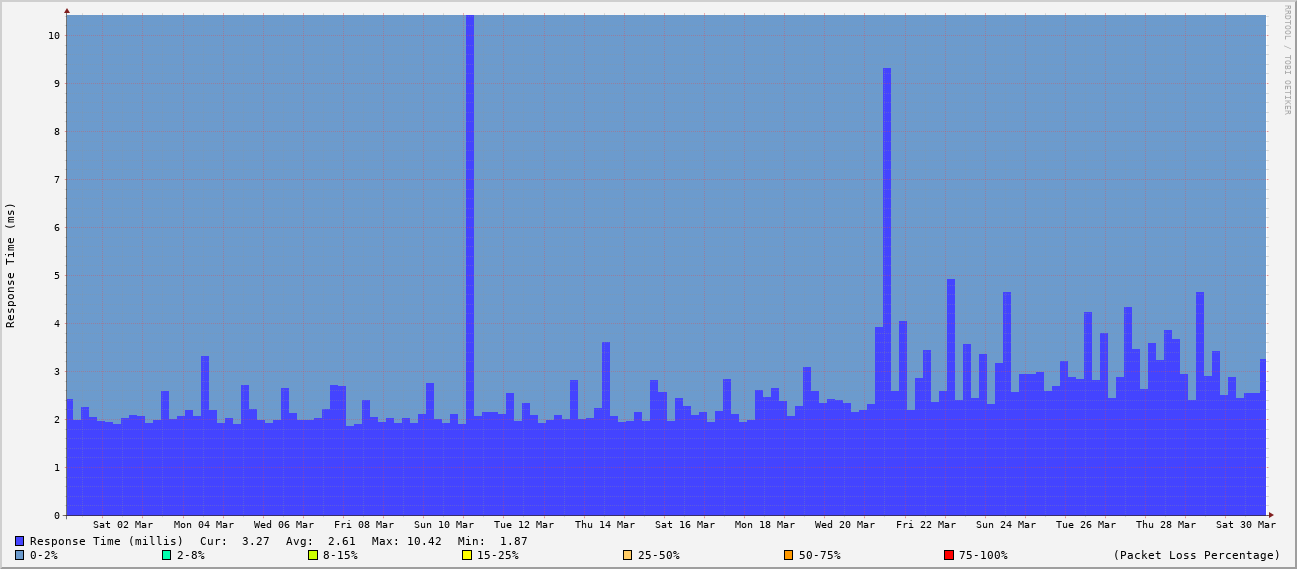 RRDTOOL / TOBI OETIKER
Response Time (ms)
10
9
8
7
6
5
4
3
2
1
0
Sat 02 Mar Mon 04 Mar Wed 06 Mar Fri 08 Mar Sun 10 Mar Tue 12 Mar Thu 14 Mar Sat 16 Mar Mon 18 Mar Wed 20 Mar Fri 22 Mar Sun 24 Mar Tue 26 Mar Thu 28 Mar Sat 30 Mar
Response Time (millis) Cur: 3.27 Avg: 2.61 Max: 10.42 Min: 1.87
0-2% 2-8% 8-15% 15-25% 25-50% 50-75% 75-100% (Packet Loss Percentage)